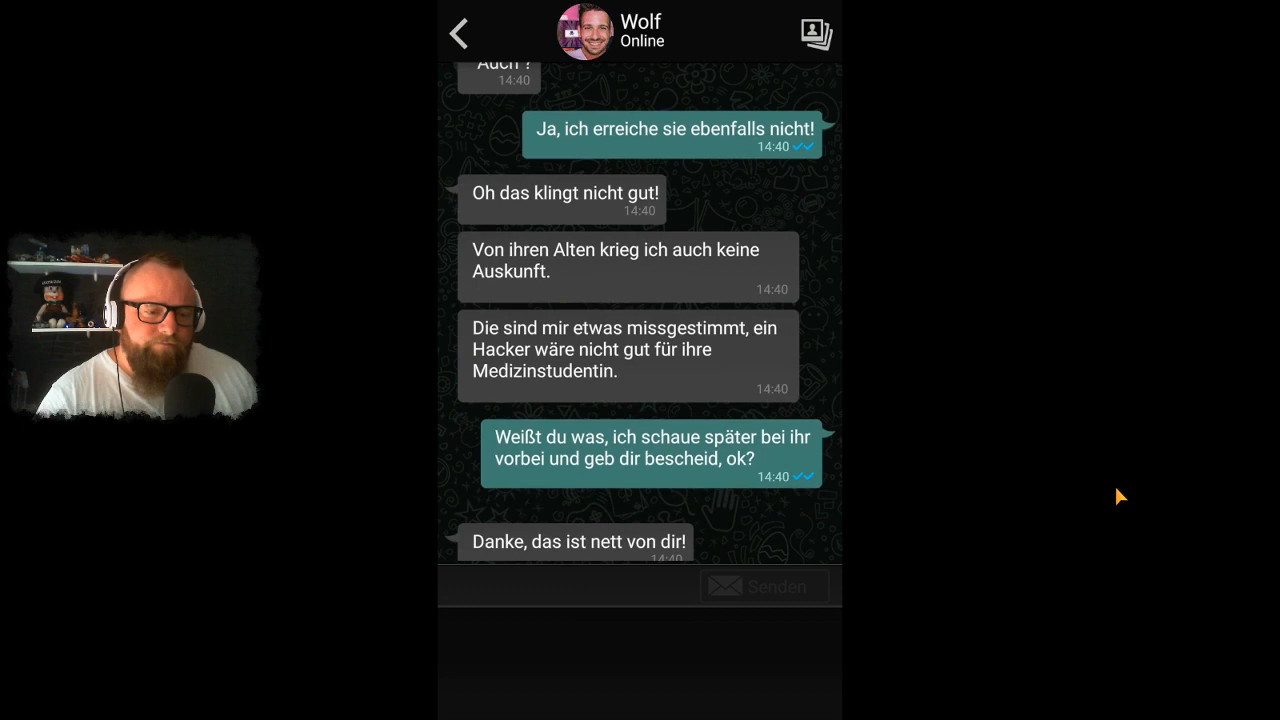 Wolf
Online
Auch ?
14:40
Ja, ich erreiche sie ebenfalls nicht!
14:40
Oh das klingt nicht gut!
14:40
Von ihren Alten krieg ich auch keine
Auskunft.
14:40
Die sind mir etwas missgestimmt, ein
Hacker wäre nicht gut für ihre
Medizinstudentin.
14:40
Weißt du was, ich schaue später bei ihr
vorbei und geb dir bescheid, ok?
14:40
Danke, das ist nett von dir!
14:40
Senden